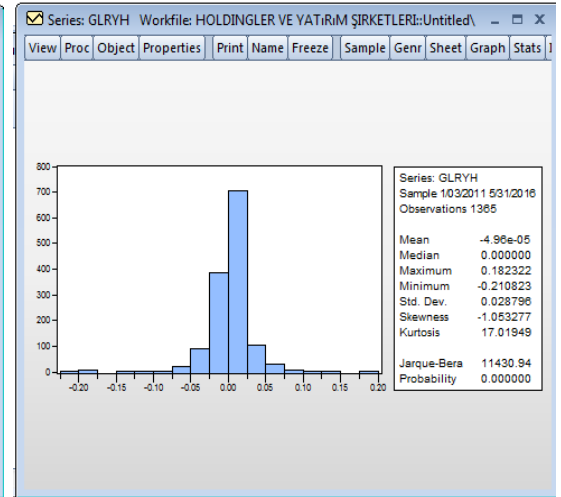 Series: GLRYH Workfile: HOLDINGLER VE YATıRıM ŞIRKETLERI::Untitled\
View Proc Object Properties Print Name Freeze Sample Genr Sheet Graph Stats
800
700
600
500
400
300
200
100
0
-0.20 -0.15 -0.10 -0.05 0.00 0.05 0.10 0.15 0.20
Series: GLRYH
Sample 1/03/2011 5/31/2016
Observations 1365
Mean -4.96e-05
Median 0.000000
Maximum 0.182322
Minimum -0.210823
Std. Dev. 0.028796
Skewness -1.053277
Kurtosis 17.01949
Jarque-Bera 11430.94
Probability 0.000000